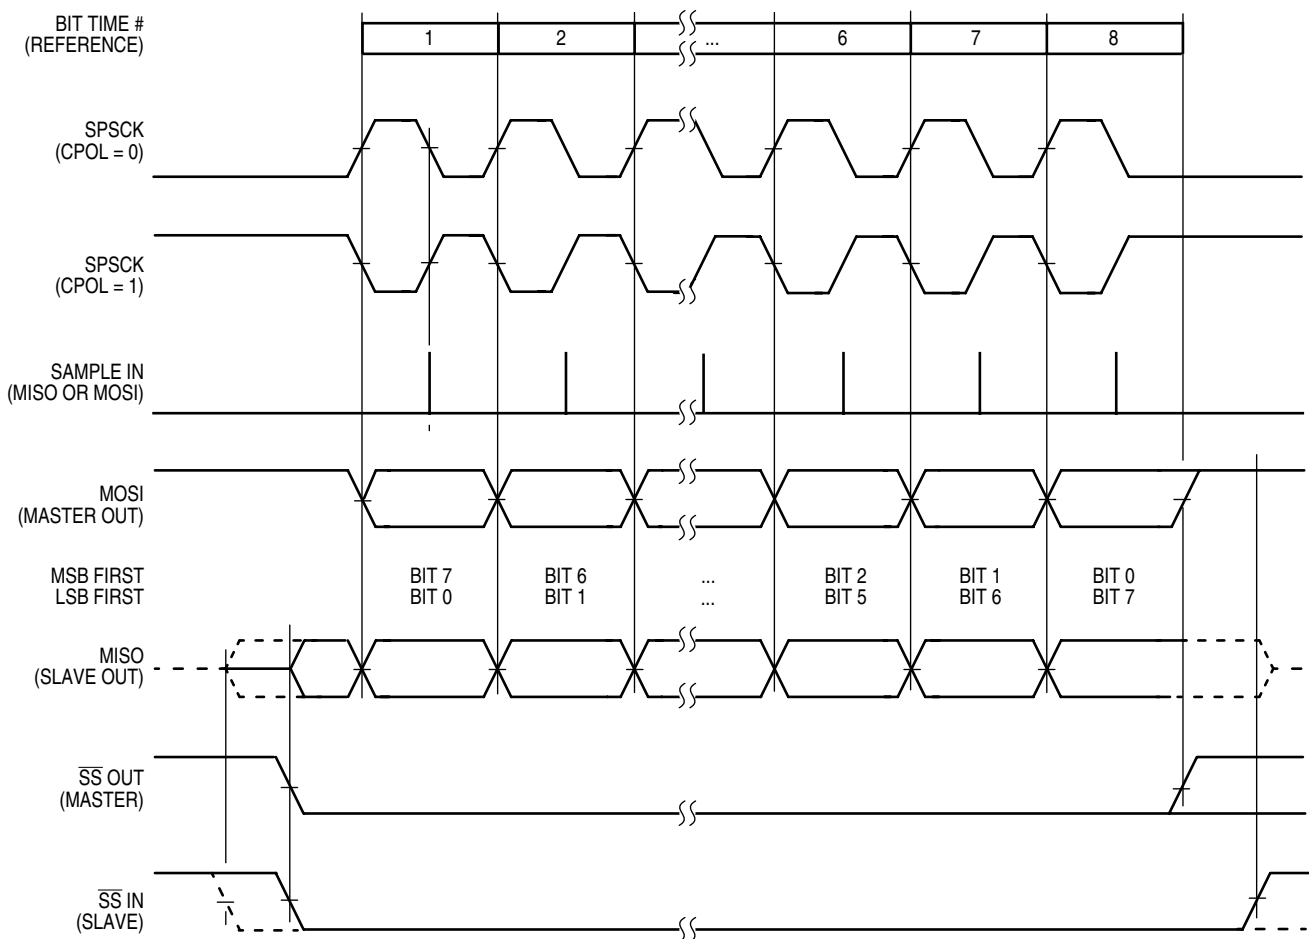 BIT TIME #
(REFERENCE)
1 2 ... 6 7 8
SPSCK
(CPOL = 0)
SPSCK
(CPOL = 1)
SAMPLE IN
(MISO OR MOSI)
MOSI
(MASTER OUT)
MSB FIRST BIT 7 BIT 6 ... BIT 2 BIT 1 BIT 0
LSB FIRST BIT 0 BIT 1 ... BIT 5 BIT 6 BIT 7
MISO
(SLAVE OUT)
S̅S̅ OUT
(MASTER)
S̅S̅ IN
(SLAVE)